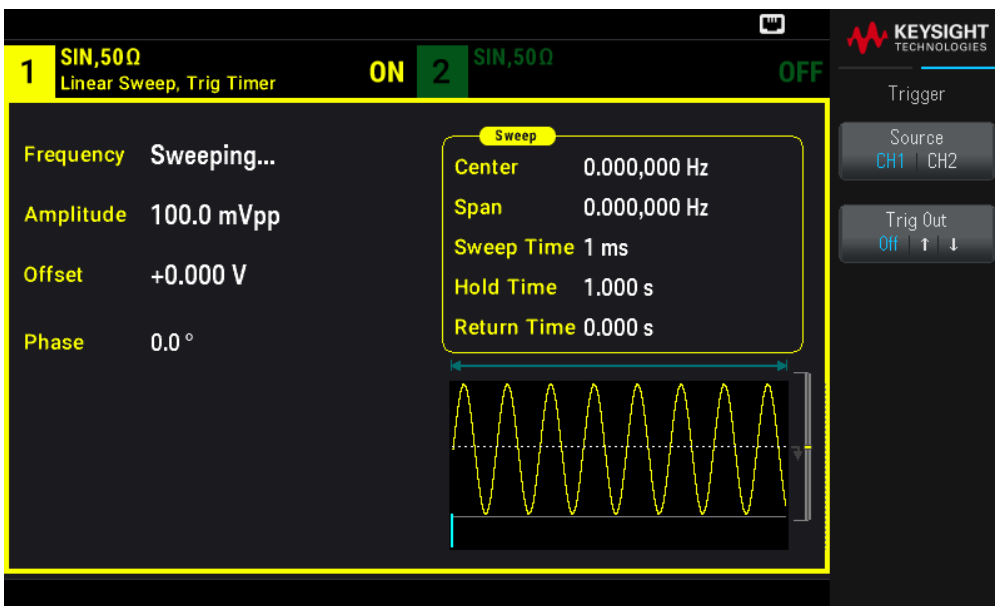 1
SIN,50Ω
Linear Sweep, Trig Timer
ON
2
SIN,50Ω
OFF
Frequency Sweeping...
Amplitude 100.0 mVpp
Offset +0.000 V
Phase 0.0 °
Sweep
Center 0.000,000 Hz
Span 0.000,000 Hz
Sweep Time 1 ms
Hold Time 1.000 s
Return Time 0.000 s
KEYSIGHT
TECHNOLOGIES
Trigger
Source
CH1 | CH2
Trig Out
Off | ↑ | ↓